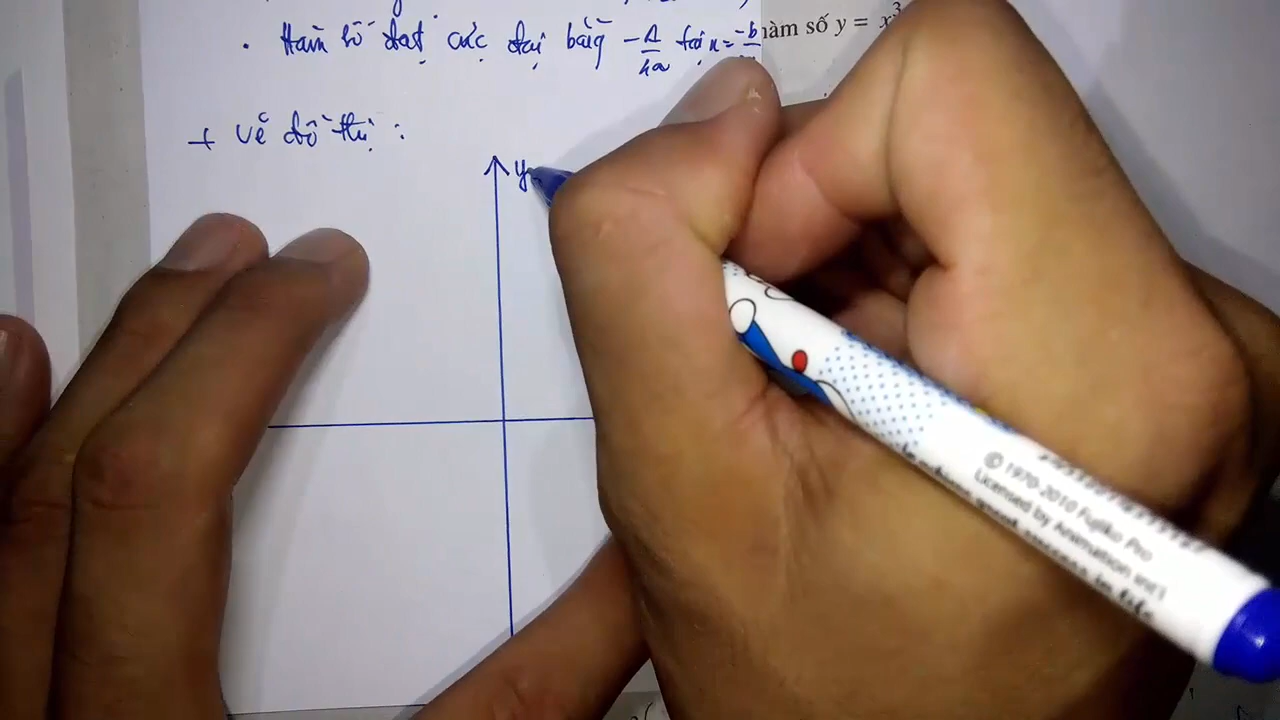 . Hàm số đạt cực đại bằng -Δ/4a tại x = -b
hàm số y = x³
+ Vẽ đồ thị :
y
© 1970-2010 Fujiko Pro
Licensed by Animation Int'l